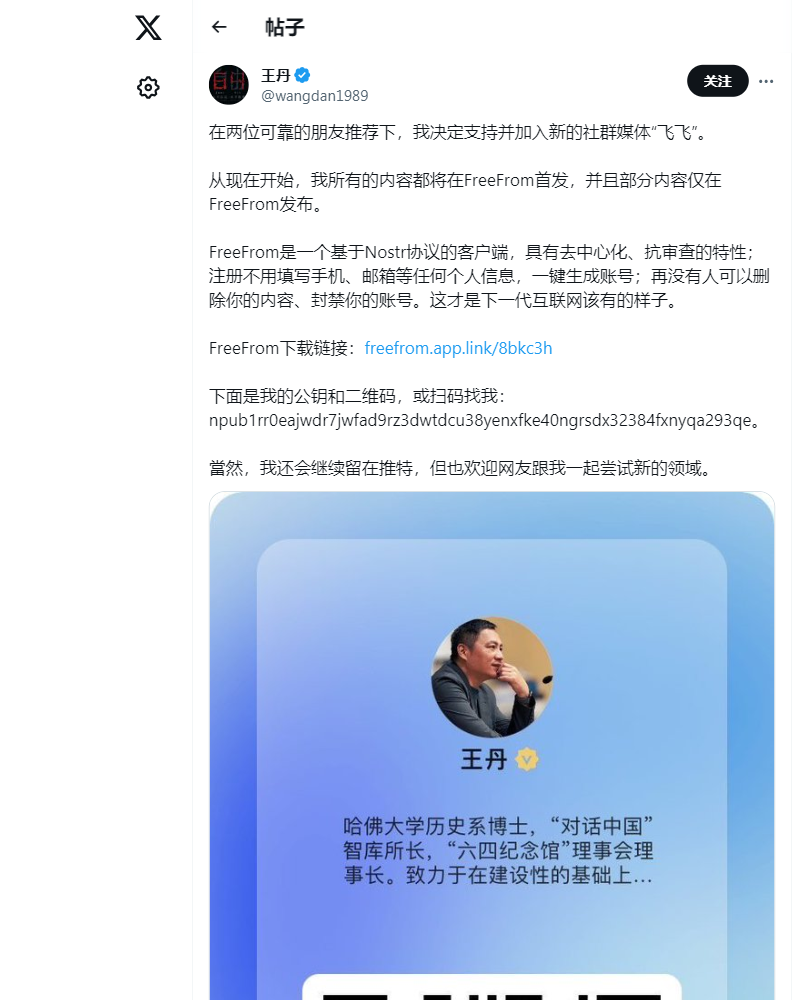 帖子
王丹
@wangdan1989
关注
在两位可靠的朋友推荐下，我决定支持并加入新的社群媒体“飞飞”。
从现在开始，我所有的内容都将在FreeFrom首发，并且部分内容仅在
FreeFrom发布。
FreeFrom是一个基于Nostr协议的客户端，具有去中心化、抗审查的特性；
注册不用填写手机、邮箱等任何个人信息，一键生成账号；再没有人可以删
除你的内容、封禁你的账号。这才是下一代互联网该有的样子。
FreeFrom下载链接：freefrom.app.link/8bkc3h
下面是我的公钥和二维码，或扫码找我：
npub1rr0eajwdr7jwfad9rz3dwtdcu38yenxfke40ngrsdx32384fxnyqa293qe。
當然，我还会继续留在推特，但也欢迎网友跟我一起尝试新的领域。
王丹
哈佛大学历史系博士，“对话中国”
智库所长，“六四纪念馆”理事会理
事长。致力于在建设性的基础上…